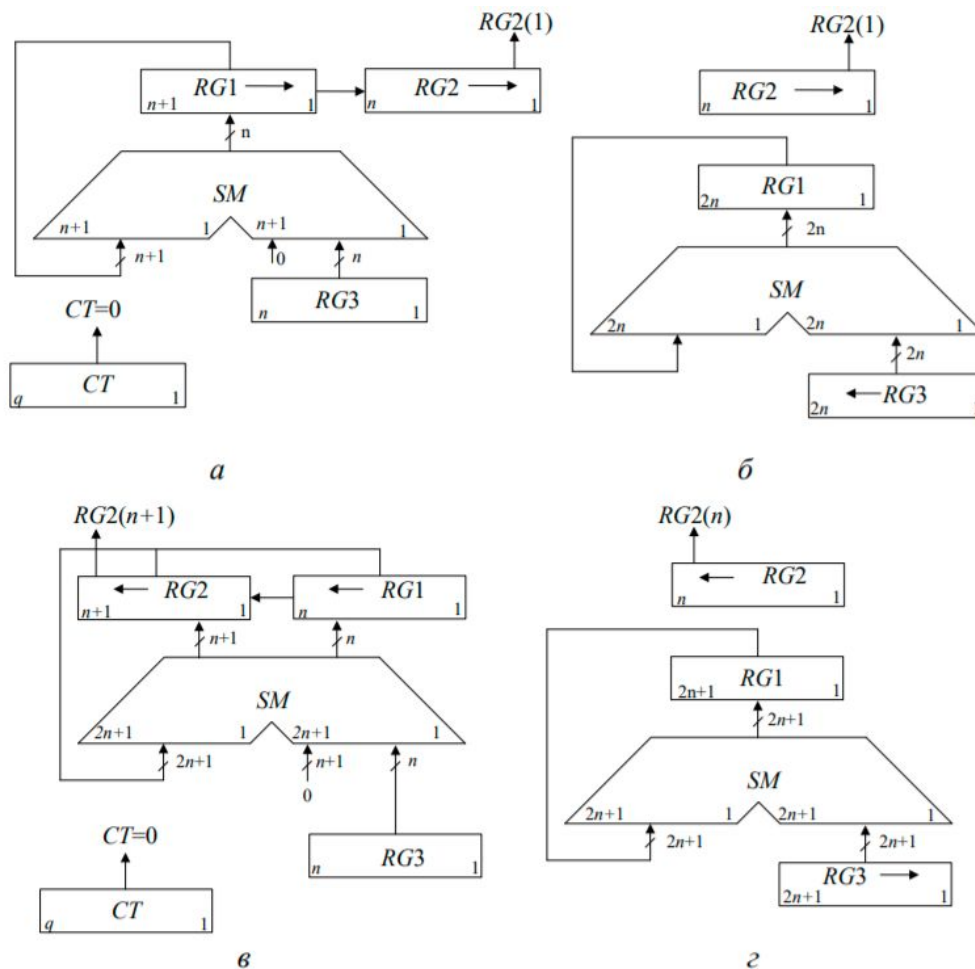 RG2(1)
RG1
n+1 1
RG2
n 1
n
SM
n+1 1 n+1 1
n+1
0
n
RG3
n 1
CT=0
CT
q 1
а
RG2(1)
RG2
n 1
RG1
2n 1
2n
SM
2n 1 2n 1
2n
RG3
2n 1
б
RG2(n+1)
RG2
n+1 1
RG1
n 1
n+1
n
SM
2n+1 1 2n+1 1
2n+1
n+1
0
n
RG3
n 1
CT=0
CT
q 1
в
RG2(n)
RG2
n 1
RG1
2n+1 1
2n+1
SM
2n+1 1 2n+1 1
2n+1
2n+1
RG3
2n+1 1
г